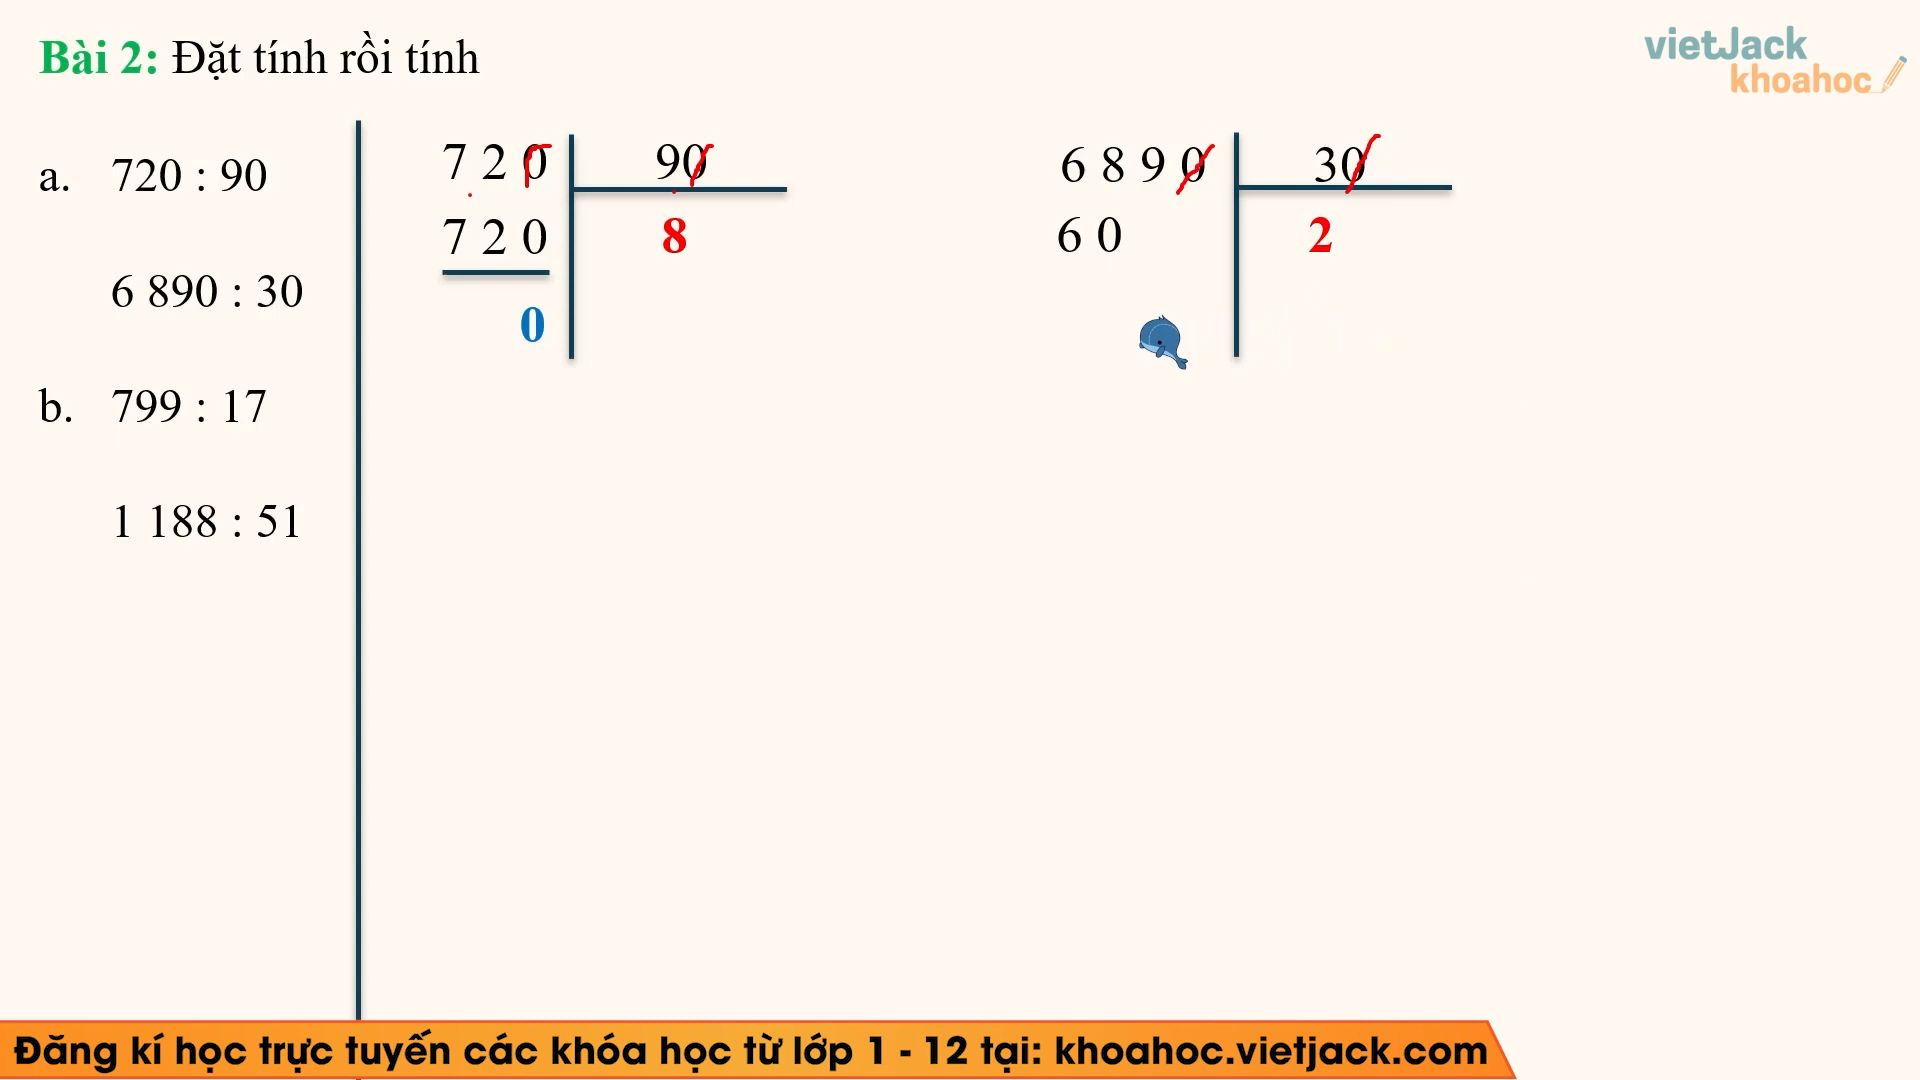 Bài 2: Đặt tính rồi tính
vietJack
khoahoc
a. 720 : 90
6 890 : 30
b. 799 : 17
1 188 : 51
7 2 0 90
7 2 0 8
0
6 8 9 0 30
6 0 2
Đăng kí học trực tuyến các khóa học từ lớp 1 - 12 tại: khoahoc.vietjack.com